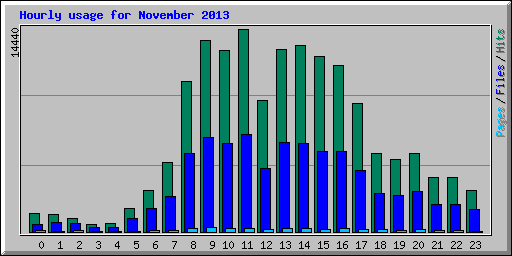 Hourly usage for November 2013
14440
Pages / Files / Hits
0 1 2 3 4 5 6 7 8 9 10 11 12 13 14 15 16 17 18 19 20 21 22 23